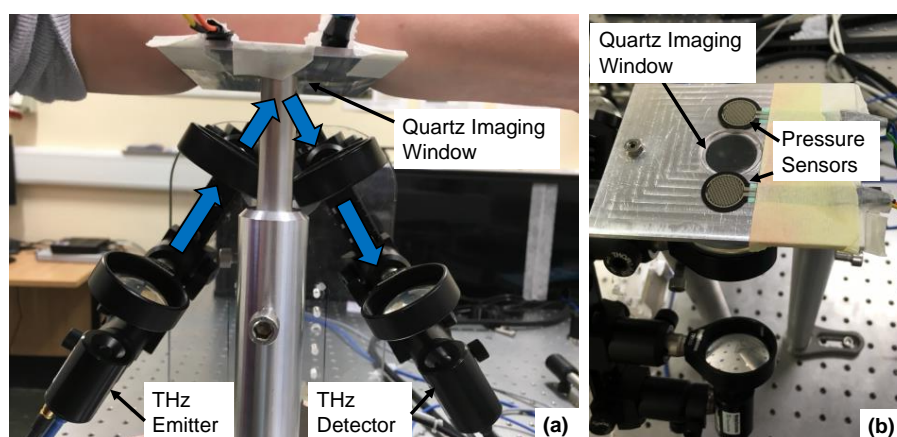 Quartz Imaging
Window
THz
Emitter
THz
Detector
(a)
Quartz Imaging
Window
Pressure
Sensors
(b)